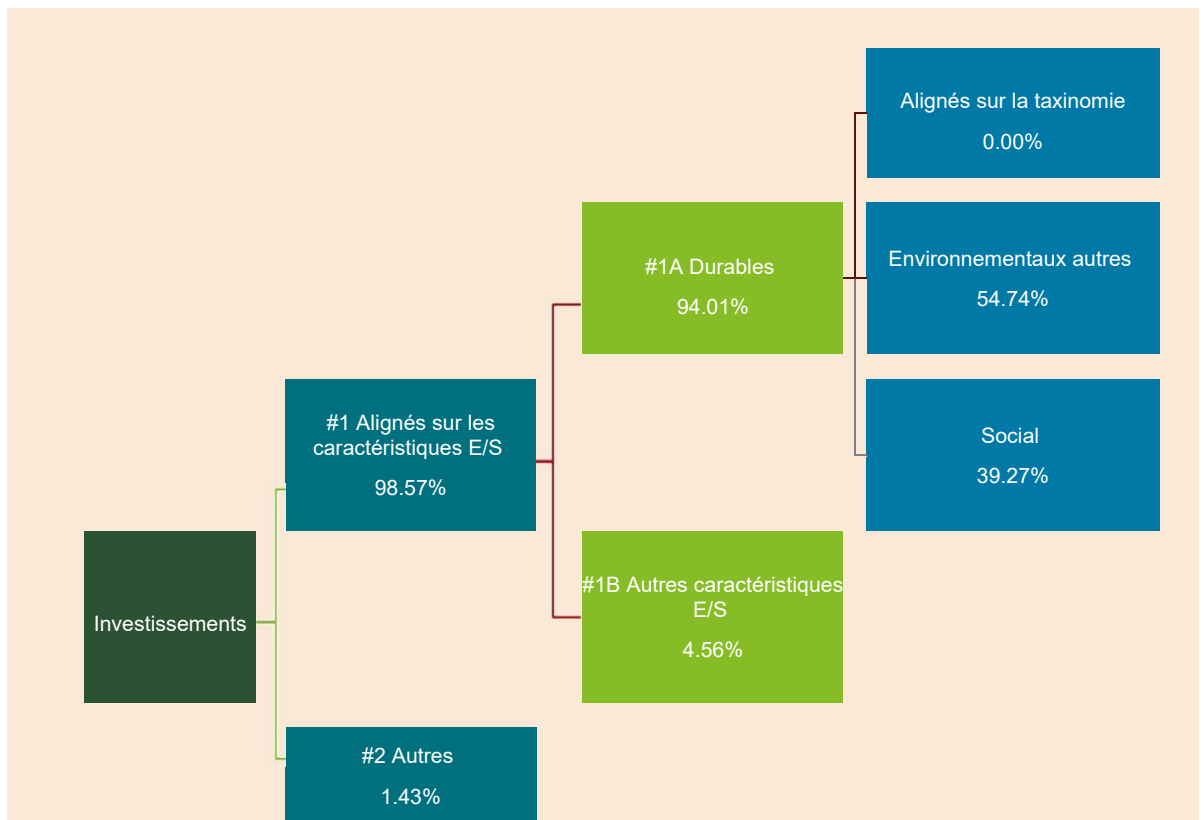 Alignés sur la taxinomie
0.00%
#1A Durables
94.01%
Environnementaux autres
54.74%
#1 Alignés sur les
caractéristiques E/S
98.57%
Social
39.27%
Investissements
#1B Autres caractéristiques
E/S
4.56%
#2 Autres
1.43%